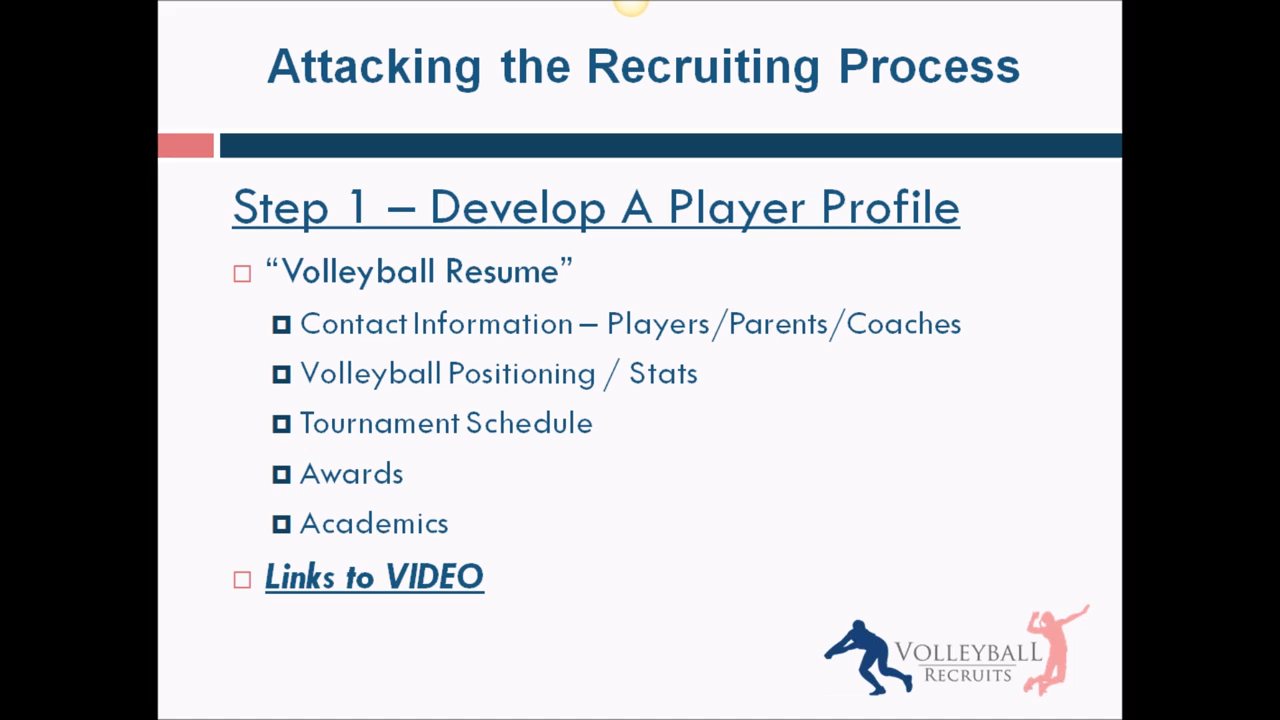 Attacking the Recruiting Process
Step 1 – Develop A Player Profile
“Volleyball Resume”
Contact Information – Players/Parents/Coaches
Volleyball Positioning / Stats
Tournament Schedule
Awards
Academics
Links to VIDEO
VOLLEYBALL
RECRUITS